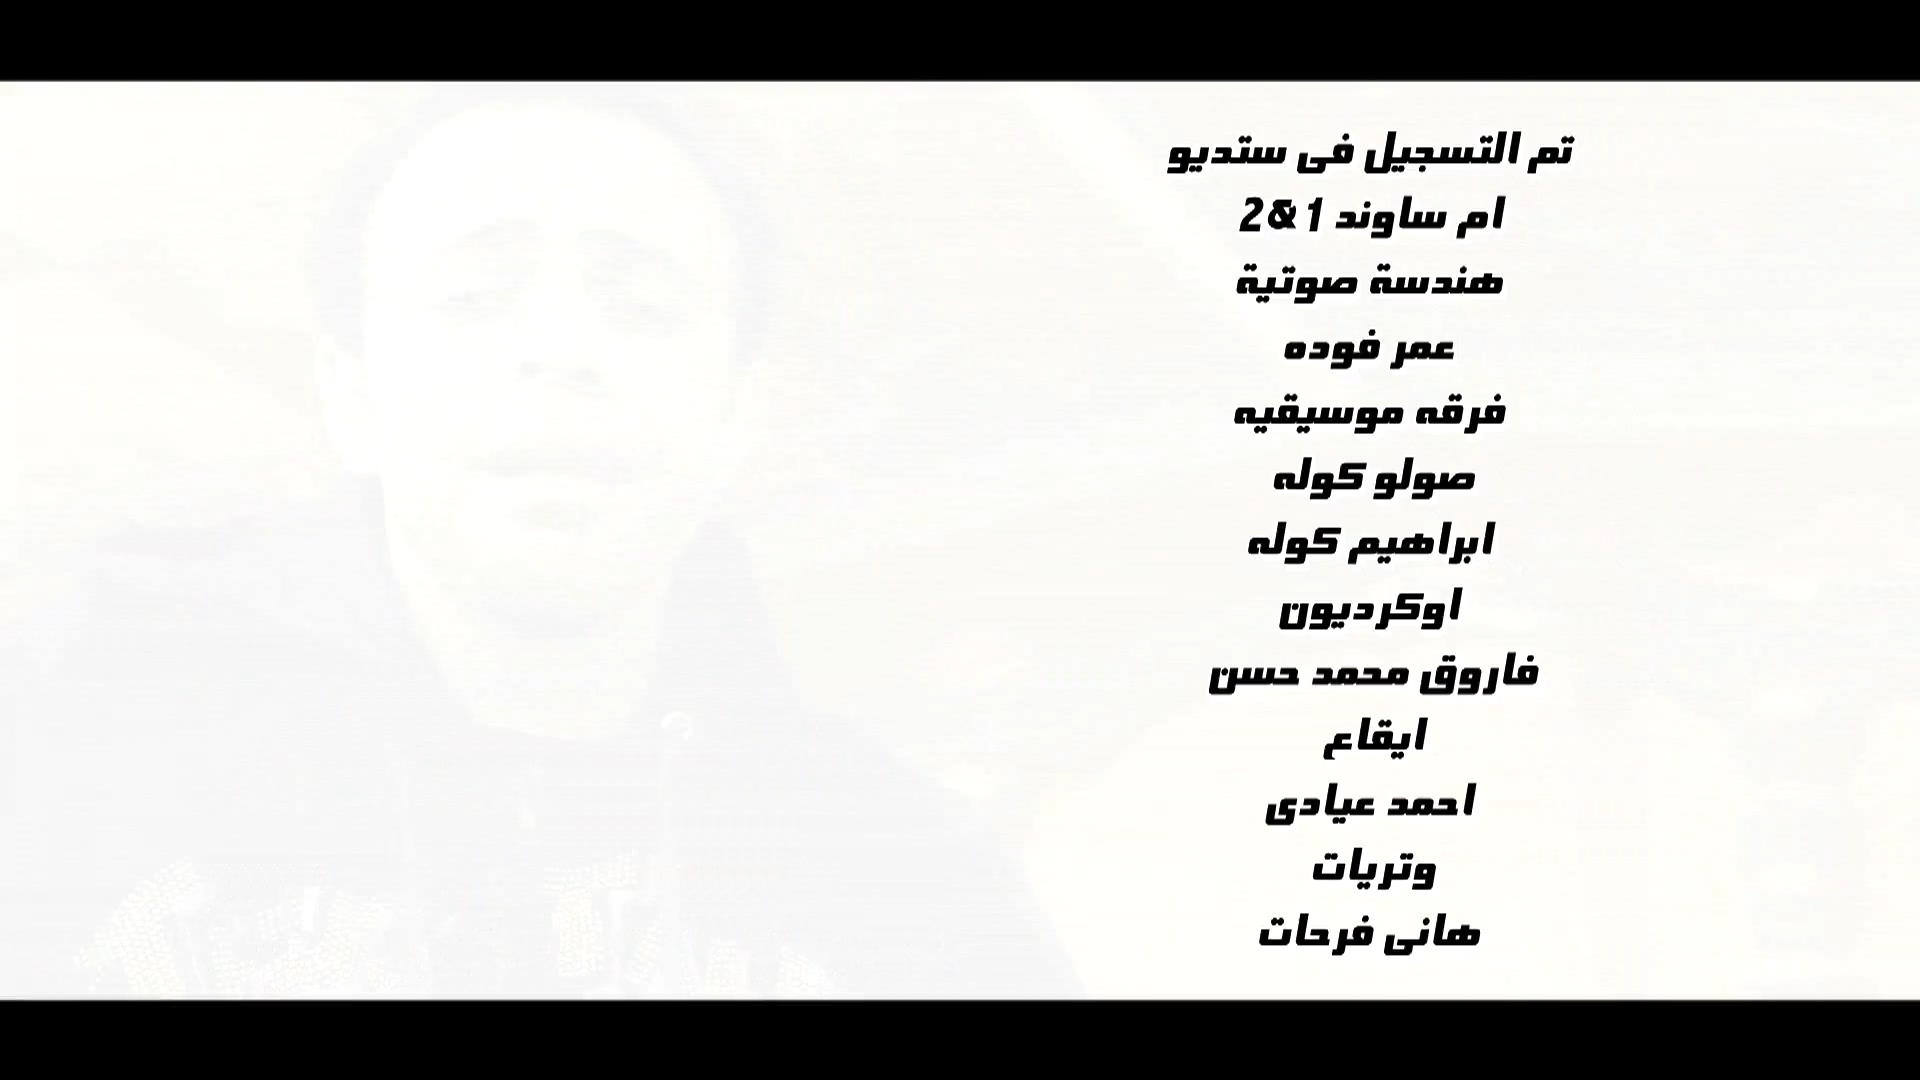 تم التسجيل فى ستديو
ام ساوند 1&2
هندسة صوتية
عمر فوده
فرقه موسيقيه
صولو كوله
ابراهيم كوله
اوكرديون
فاروق محمد حسن
ايقاع
احمد عيادى
وتريات
هانى فرحات